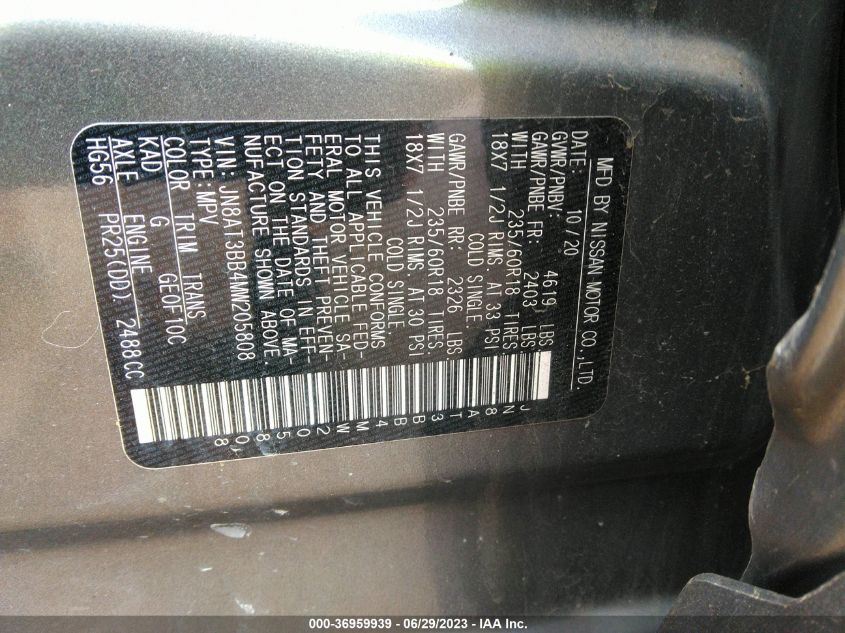 MFD BY NISSAN MOTOR CO.,LTD.
DATE: 10/20
GVWR/PNBV: 4619 LBS
GAWR/PNBE FR: 2403 LBS
WITH 235/60R18 TIRES,
18X7 1/2J RIMS AT 33 PSI
COLD SINGLE.
GAWR/PNBE RR: 2326 LBS
WITH 235/60R18 TIRES,
18X7 1/2J RIMS AT 30 PSI
COLD SINGLE
THIS VEHICLE CONFORMS
TO ALL APPLICABLE FED-
ERAL MOTOR VEHICLE SA-
FETY AND THEFT PREVEN-
TION STANDARDS IN EFF-
ECT ON THE DATE OF MA-
NUFACTURE SHOWN ABOVE.
VIN: JN8AT3BB4MW205808
TYPE: MPV
COLOR TRIM TRANS
KAD G GEOF10C
AXLE ENGINE
HG56 PR25(DD) 2488CC
JN8AT3BB4MW205808
000-36959939 - 06/29/2023 - IAA Inc.